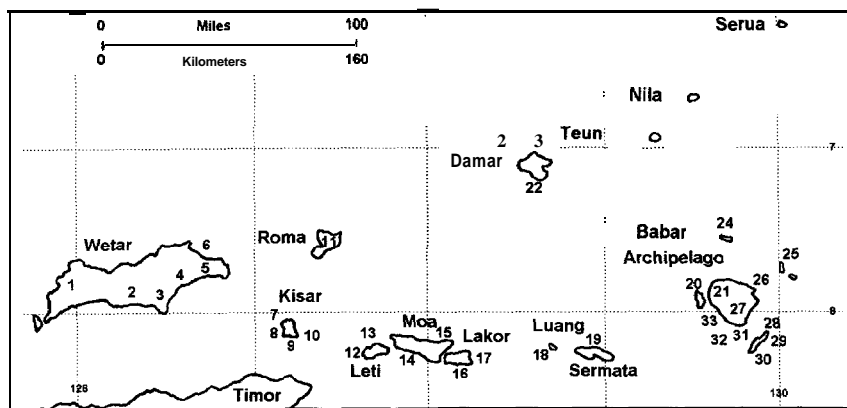 0 Miles 100
0 Kilometers 160
Serua
Nila
Teun
2 3 7
Damar
22
Babar 24
Archipelago 25
Wetar 6
Roma 11
1 2 3 4 5
20 21 26
27
Kisar
7 8
8 10
9
33 32 31 28
29
30
Moa
13 15 Lakor
12 14 17
Leti 16
Luang 19
18
Sermata
126
Timor
130